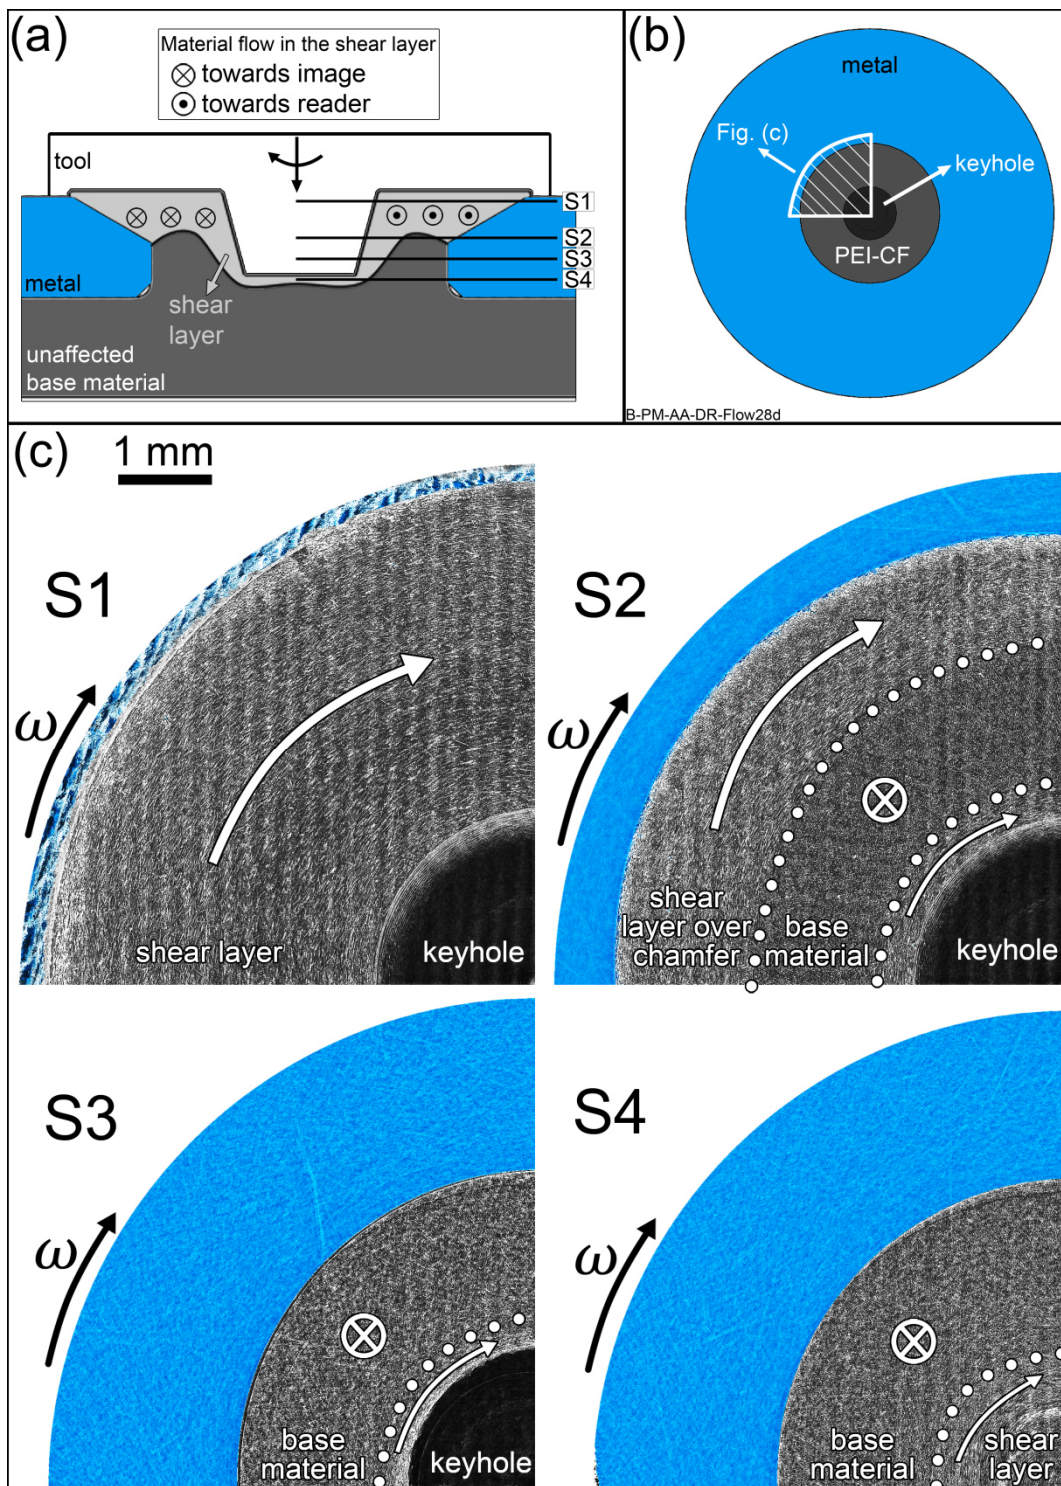 (a)
Material flow in the shear layer
⊗ towards image
⊙ towards reader
tool
S1
S2
S3
S4
metal
shear
layer
unaffected
base material
(b)
metal
Fig. (c)
keyhole
PEI-CF
B-PM-AA-DR-Flow28d
(c)
1 mm
S1
ω
shear layer
keyhole
S2
ω
shear
layer over
chamfer
base
material
keyhole
S3
ω
base
material
keyhole
S4
ω
base
material
shear
layer